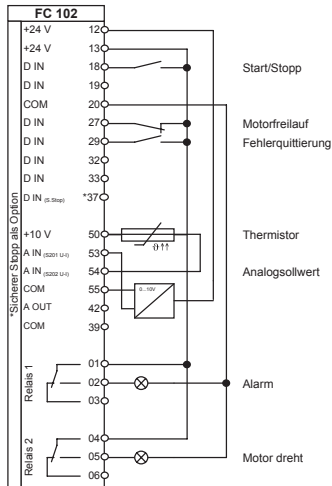 FC 102
+24 V 12
+24 V 13
D IN 18 Start/Stopp
D IN 19
COM 20
D IN 27 Motorfreilauf
D IN 29 Fehlerquittierung
D IN 32
D IN 33
D IN (S.Stop) *37
+10 V 50 Thermistor
A IN (S201 U-I) 53
A IN (S202 U-I) 54 Analogsollwert
COM 55 0...10V
A OUT 42
COM 39
*Sicherer Stopp als Option
ϑ↑↑
Relais 1
01
02 Alarm
03
Relais 2
04
05 Motor dreht
06